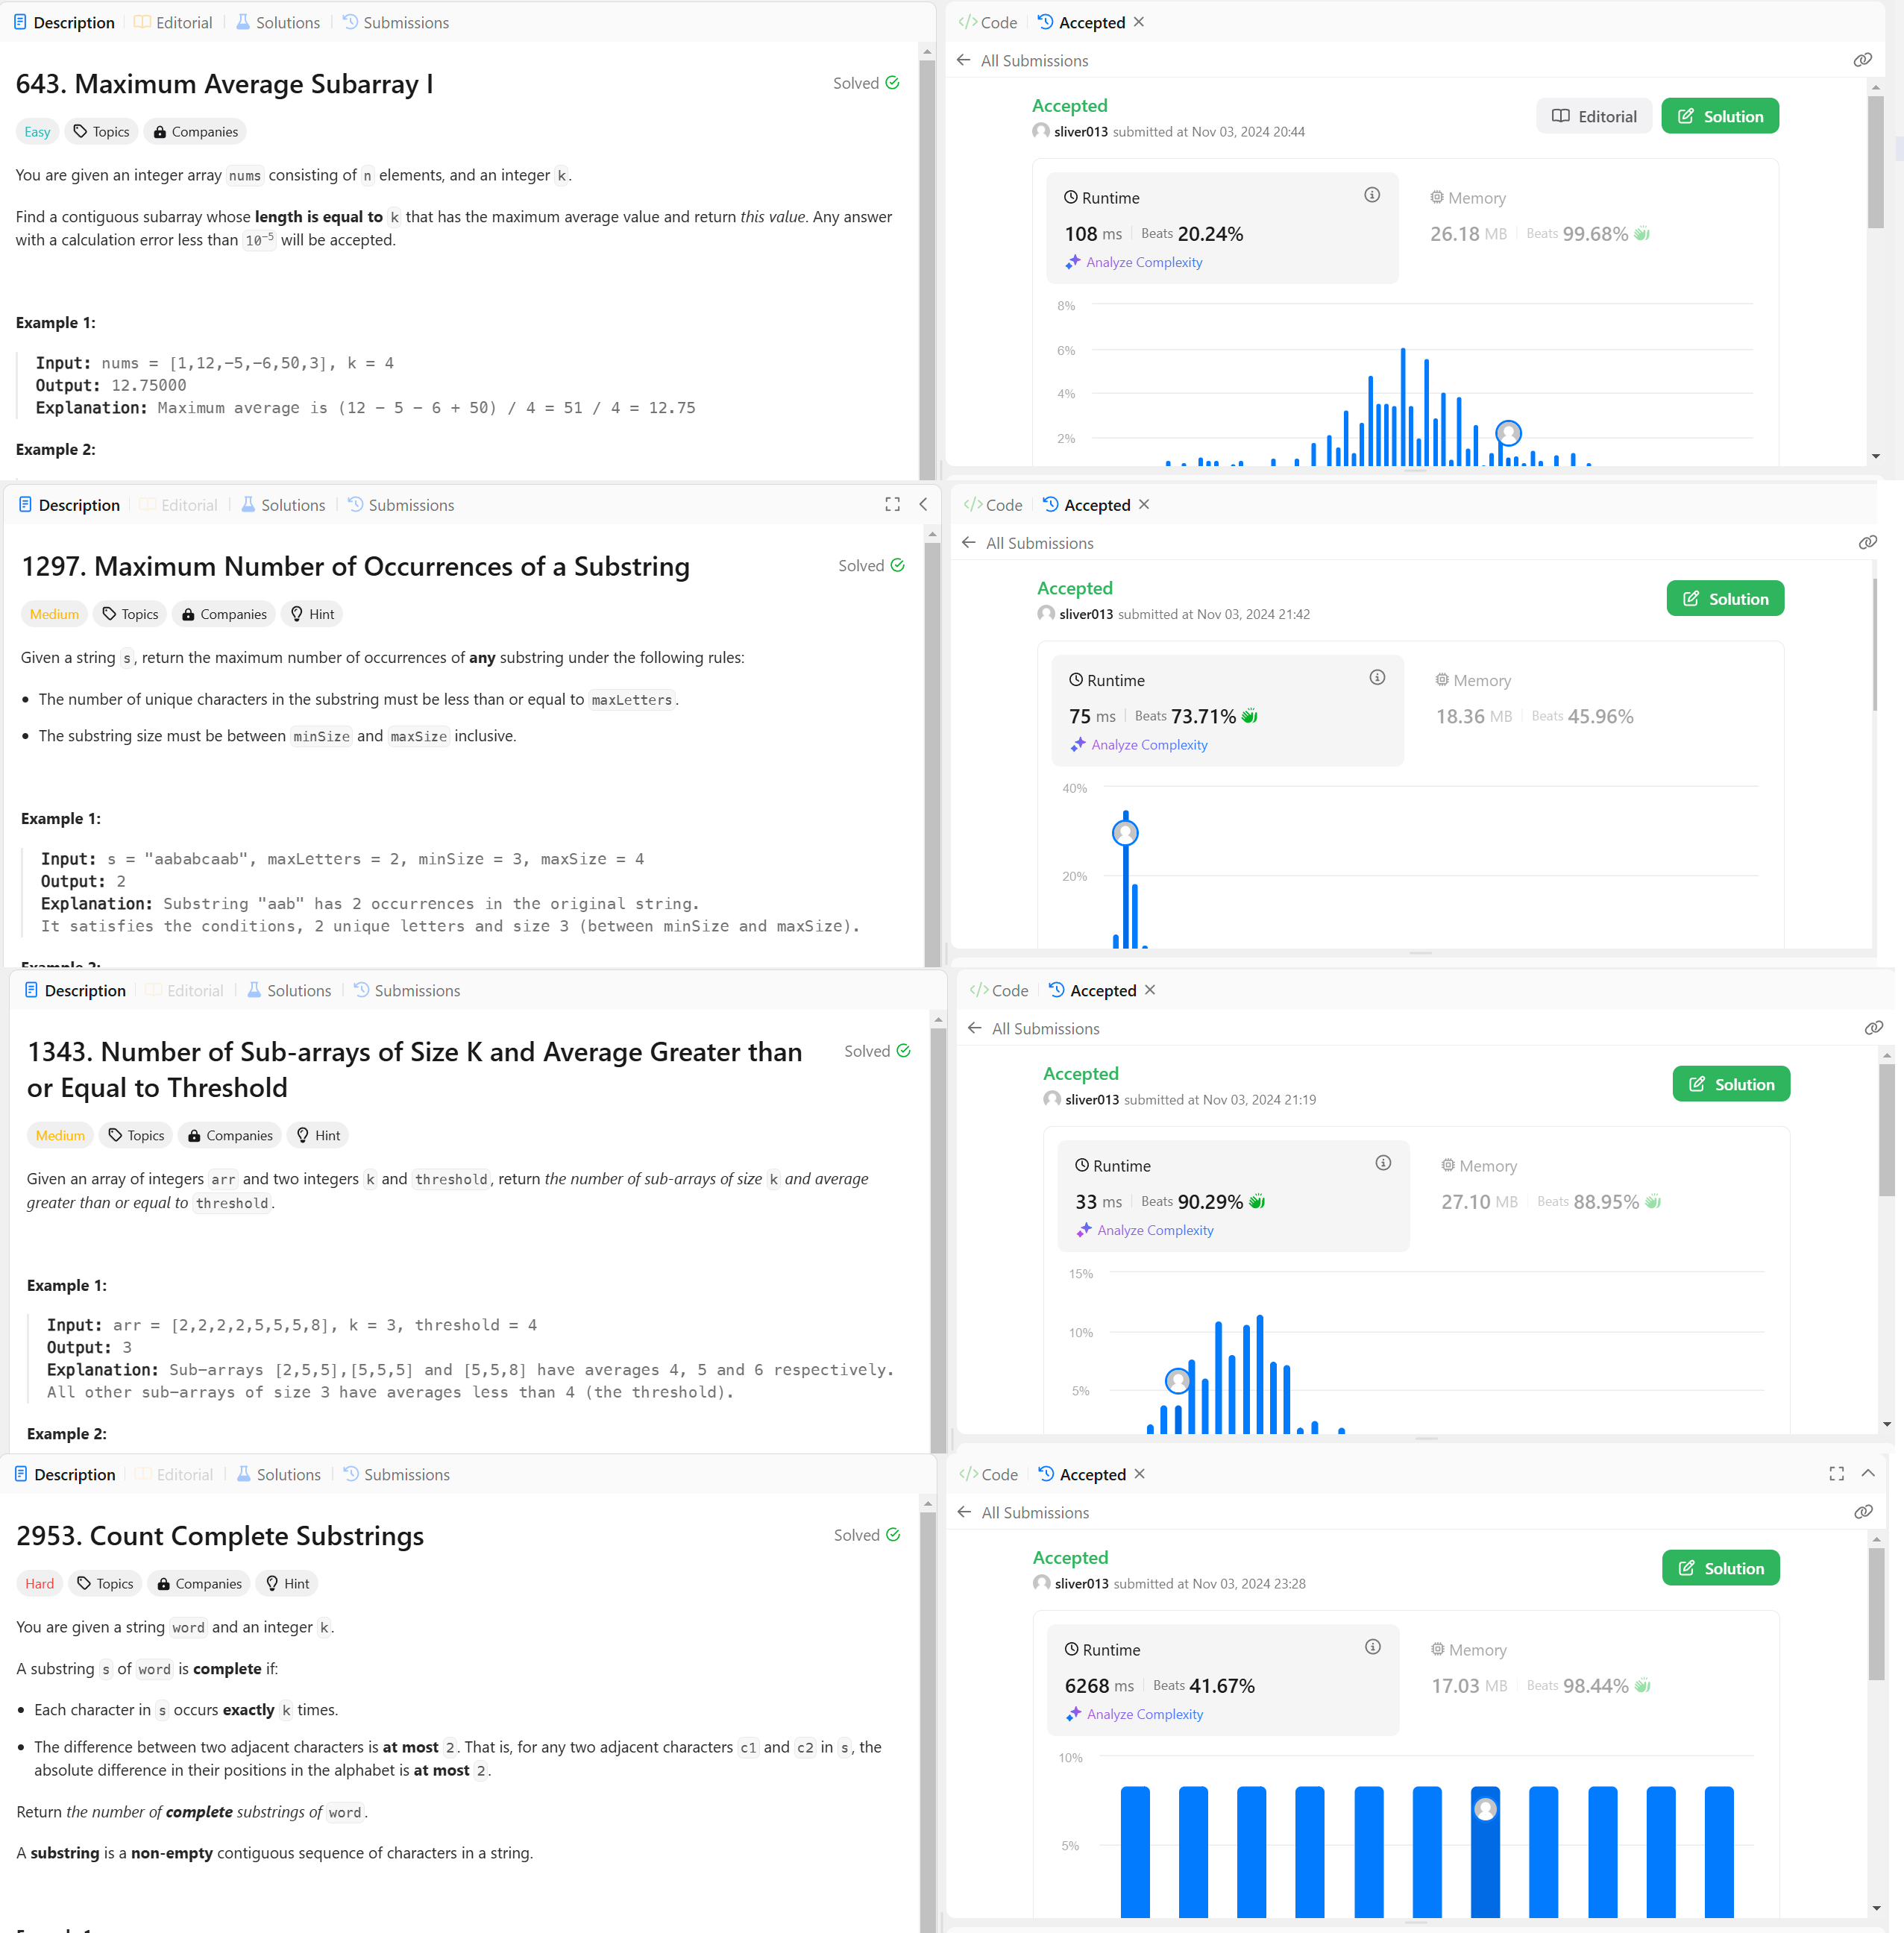 Description Editorial Solutions Submissions
643. Maximum Average Subarray I
Solved
Easy Topics Companies
You are given an integer array nums consisting of n elements, and an integer k.
Find a contiguous subarray whose length is equal to k that has the maximum average value and return this value. Any answer
with a calculation error less than 10⁻⁵ will be accepted.
Example 1:
Input: nums = [1,12,-5,-6,50,3], k = 4
Output: 12.75000
Explanation: Maximum average is (12 - 5 - 6 + 50) / 4 = 51 / 4 = 12.75
Example 2:
</> Code Accepted
All Submissions
Accepted
sliver013 submitted at Nov 03, 2024 20:44
Editorial Solution
Runtime
108 ms Beats 20.24%
Analyze Complexity
Memory
26.18 MB Beats 99.68%
8%
6%
4%
2%
Description Editorial Solutions Submissions
1297. Maximum Number of Occurrences of a Substring
Solved
Medium Topics Companies Hint
Given a string s, return the maximum number of occurrences of any substring under the following rules:
• The number of unique characters in the substring must be less than or equal to maxLetters.
• The substring size must be between minSize and maxSize inclusive.
Example 1:
Input: s = "aababcaab", maxLetters = 2, minSize = 3, maxSize = 4
Output: 2
Explanation: Substring "aab" has 2 occurrences in the original string.
It satisfies the conditions, 2 unique letters and size 3 (between minSize and maxSize).
Example 2:
</> Code Accepted
All Submissions
Accepted
sliver013 submitted at Nov 03, 2024 21:42
Solution
Runtime
75 ms Beats 73.71%
Analyze Complexity
Memory
18.36 MB Beats 45.96%
40%
20%
Description Editorial Solutions Submissions
1343. Number of Sub-arrays of Size K and Average Greater than
or Equal to Threshold
Solved
Medium Topics Companies Hint
Given an array of integers arr and two integers k and threshold, return the number of sub-arrays of size k and average
greater than or equal to threshold.
Example 1:
Input: arr = [2,2,2,2,5,5,5,8], k = 3, threshold = 4
Output: 3
Explanation: Sub-arrays [2,5,5],[5,5,5] and [5,5,8] have averages 4, 5 and 6 respectively.
All other sub-arrays of size 3 have averages less than 4 (the threshold).
Example 2:
</> Code Accepted
All Submissions
Accepted
sliver013 submitted at Nov 03, 2024 21:19
Solution
Runtime
33 ms Beats 90.29%
Analyze Complexity
Memory
27.10 MB Beats 88.95%
15%
10%
5%
Description Editorial Solutions Submissions
2953. Count Complete Substrings
Solved
Hard Topics Companies Hint
You are given a string word and an integer k.
A substring s of word is complete if:
• Each character in s occurs exactly k times.
• The difference between two adjacent characters is at most 2. That is, for any two adjacent characters c1 and c2 in s, the
absolute difference in their positions in the alphabet is at most 2.
Return the number of complete substrings of word.
A substring is a non-empty contiguous sequence of characters in a string.
</> Code Accepted
All Submissions
Accepted
sliver013 submitted at Nov 03, 2024 23:28
Solution
Runtime
6268 ms Beats 41.67%
Analyze Complexity
Memory
17.03 MB Beats 98.44%
10%
5%